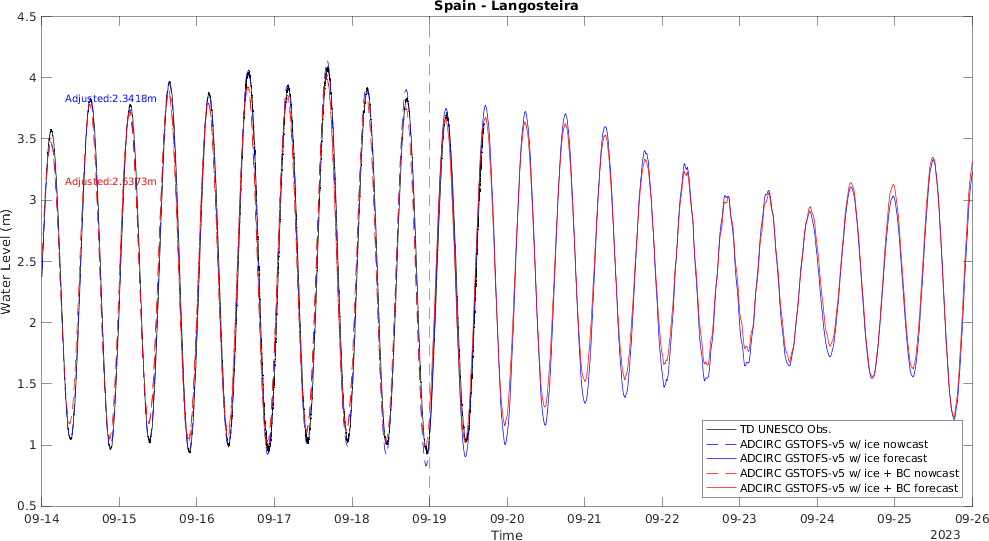 Spain - Langosteira
4.5
4
3.5
3
2.5
2
1.5
1
0.5
Water Level (m)
Adjusted:2.3418m
Adjusted:2.6373m
TD UNESCO Obs.
ADCIRC GSTOFS-v5 w/ ice nowcast
ADCIRC GSTOFS-v5 w/ ice forecast
ADCIRC GSTOFS-v5 w/ ice + BC nowcast
ADCIRC GSTOFS-v5 w/ ice + BC forecast
09-14 09-15 09-16 09-17 09-18 09-19 09-20 09-21 09-22 09-23 09-24 09-25 09-26
Time
2023